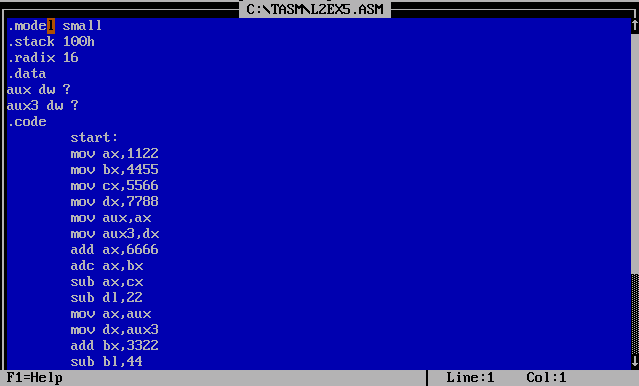 C:\TASM\L2EX5.ASM
.model small
.stack 100h
.radix 16
.data
aux dw ?
aux3 dw ?
.code
start:
mov ax,1122
mov bx,4455
mov cx,5566
mov dx,7788
mov aux,ax
mov aux3,dx
add ax,6666
adc ax,bx
sub ax,cx
sub dl,22
mov ax,aux
mov dx,aux3
add bx,3322
sub bl,44
F1=Help Line:1 Col:1